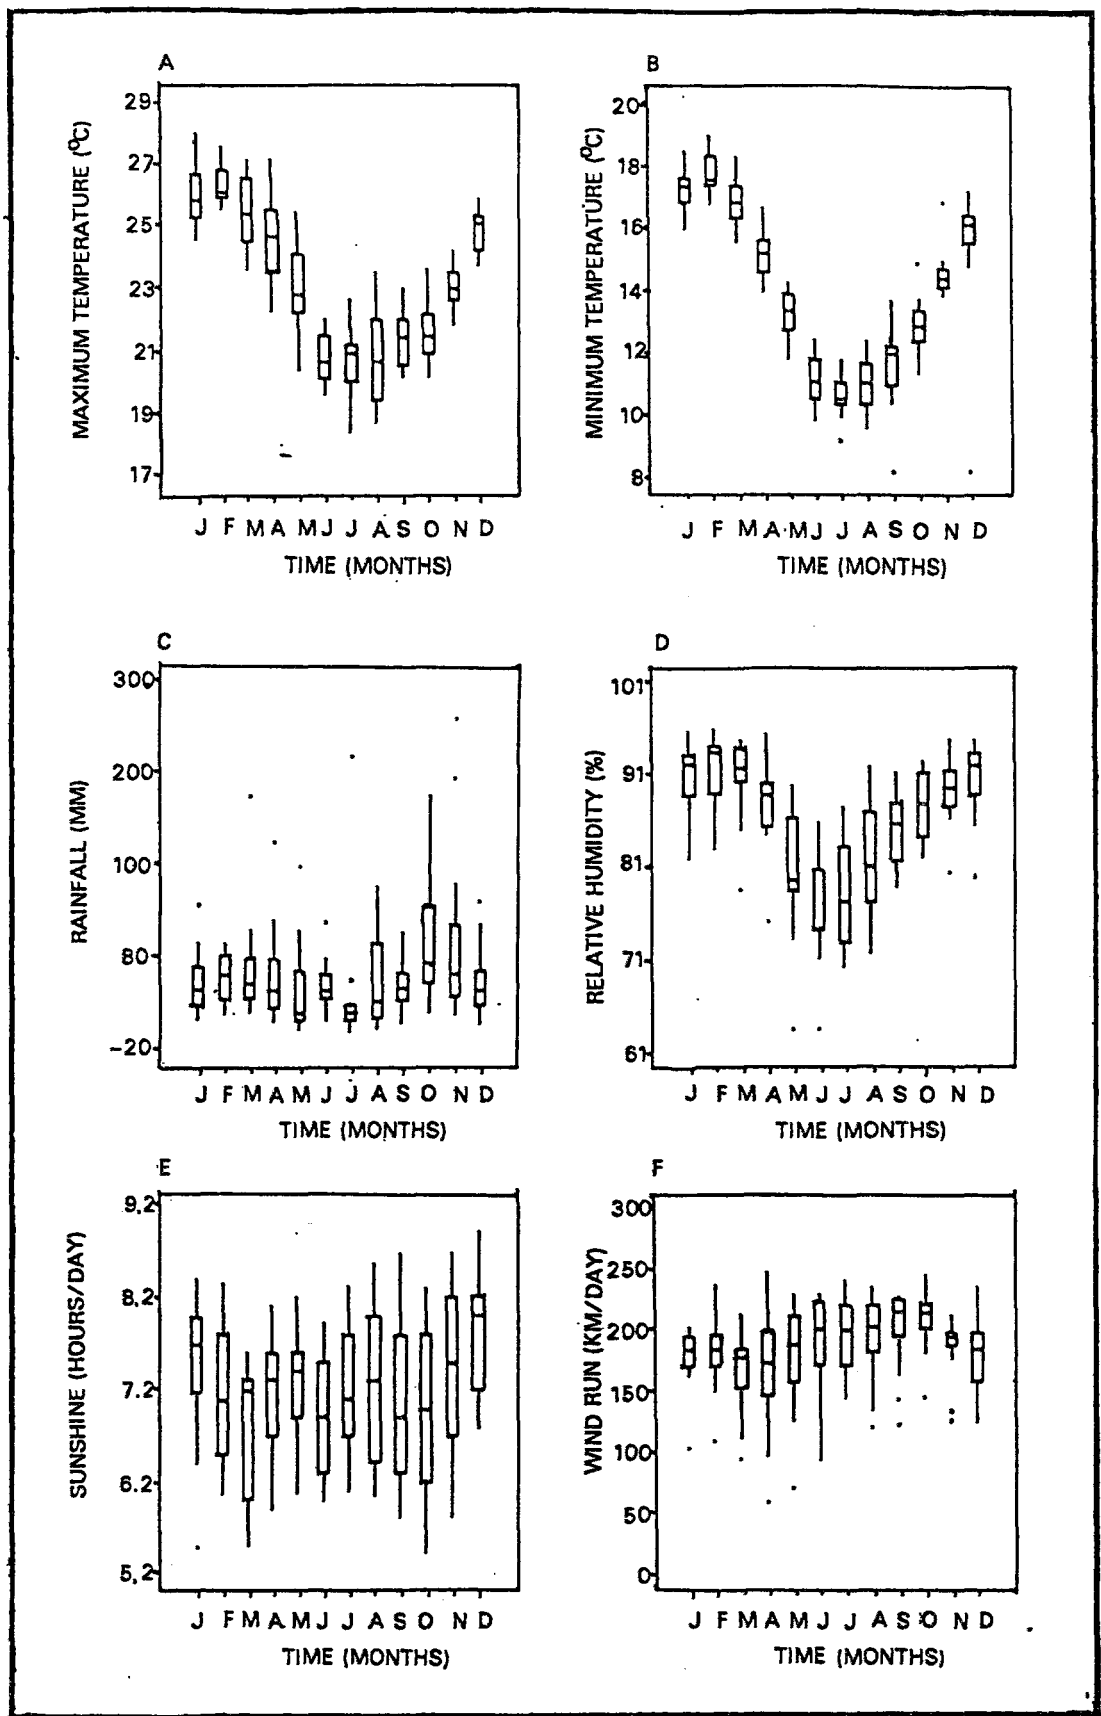 A
MAXIMUM TEMPERATURE (°C)
29
27
25
23
21
19
17
J F M A M J J A S O N D
TIME (MONTHS)
B
MINIMUM TEMPERATURE (°C)
20
18
16
14
12
10
8
J F M A M J J A S O N D
TIME (MONTHS)
C
RAINFALL (MM)
300
200
100
80
-20
J F M A M J J A S O N D
TIME (MONTHS)
D
RELATIVE HUMIDITY (%)
101
91
81
71
61
J F M A M J J A S O N D
TIME (MONTHS)
E
SUNSHINE (HOURS/DAY)
9,2
8,2
7,2
6,2
5,2
J F M A M J J A S O N D
TIME (MONTHS)
F
WIND RUN (KM/DAY)
300
250
200
150
100
50
0
J F M A M J J A S O N D
TIME (MONTHS)